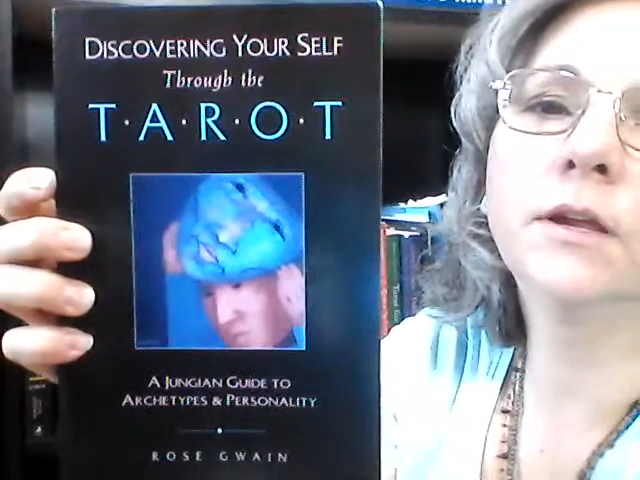 DISCOVERING YOUR SELF
Through the
T·A·R·O·T
A JUNGIAN GUIDE TO
ARCHETYPES & PERSONALITY
ROSE GWAIN